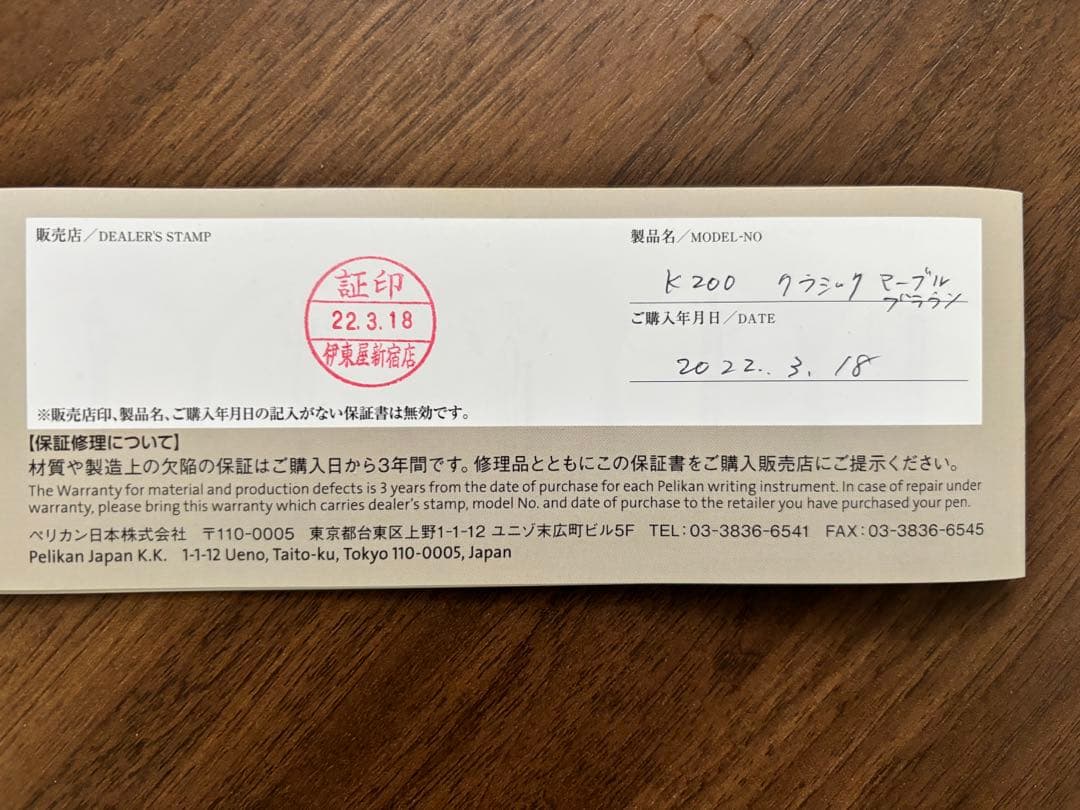 販売店／DEALER'S STAMP
証印
22.3.18
伊東屋新宿店
製品名／MODEL-NO
K200 クラシック マーブル
ブラウン
ご購入年月日／DATE
2022. 3. 18
※販売店印、製品名、ご購入年月日の記入がない保証書は無効です。
【保証修理について】
材質や製造上の欠陥の保証はご購入日から3年間です。修理品とともにこの保証書をご購入販売店にご提示ください。
The Warranty for material and production defects is 3 years from the date of purchase for each Pelikan writing instrument. In case of repair under
warranty, please bring this warranty which carries dealer's stamp, model No. and date of purchase to the retailer you have purchased your pen.
ペリカン日本株式会社 〒110-0005 東京都台東区上野1-1-12 ユニゾ末広町ビル5F TEL：03-3836-6541 FAX：03-3836-6545
Pelikan Japan K.K. 1-1-12 Ueno, Taito-ku, Tokyo 110-0005, Japan